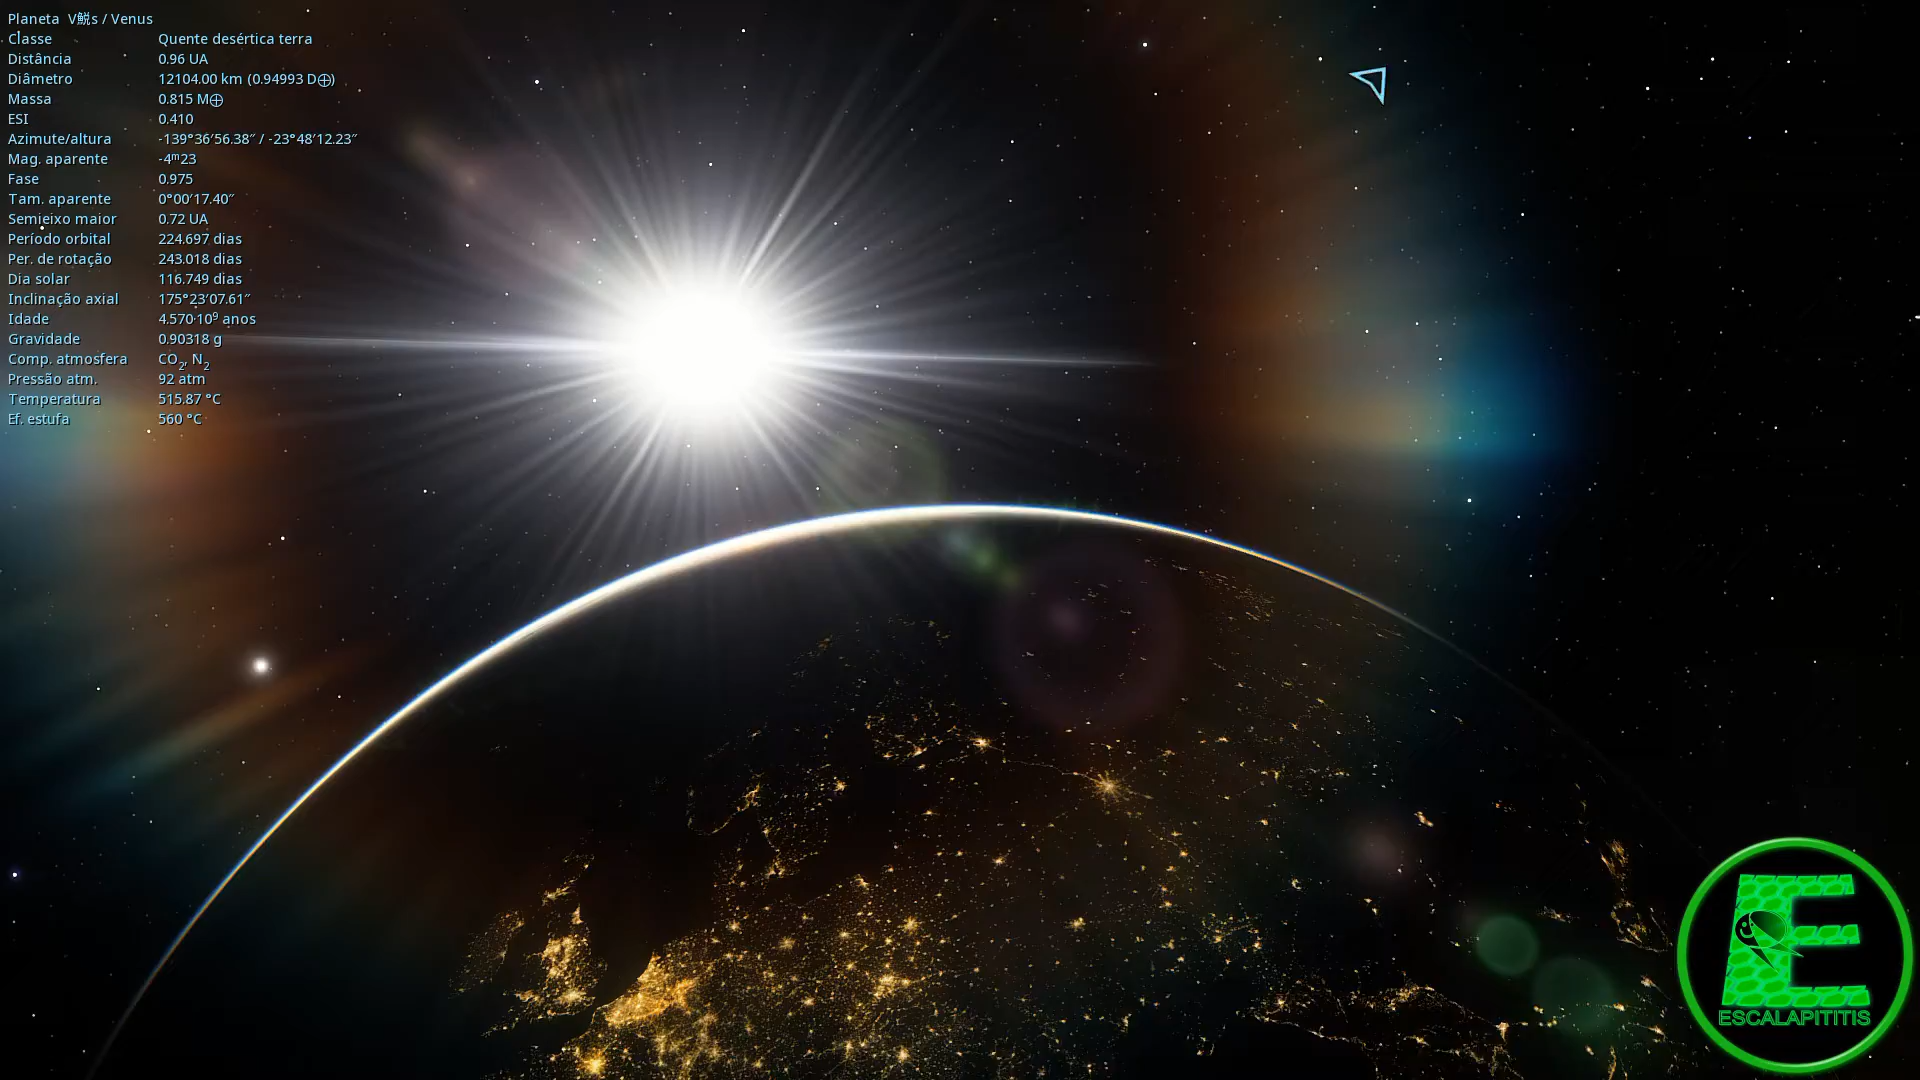 Planeta V鮵s / Venus
Classe Quente desértica terra
Distância 0.96 UA
Diâmetro 12104.00 km (0.94993 D⊕)
Massa 0.815 M⊕
ESI 0.410
Azimute/altura -139°36′56.38″ / -23°48′12.23″
Mag. aparente -4ᵐ23
Fase 0.975
Tam. aparente 0°00′17.40″
Semieixo maior 0.72 UA
Período orbital 224.697 dias
Per. de rotação 243.018 dias
Dia solar 116.749 dias
Inclinação axial 175°23′07.61″
Idade 4.570·10⁹ anos
Gravidade 0.90318 g
Comp. atmosfera CO₂, N₂
Pressão atm. 92 atm
Temperatura 515.87 °C
Ef. estufa 560 °C
E
ESCALAPITITIS